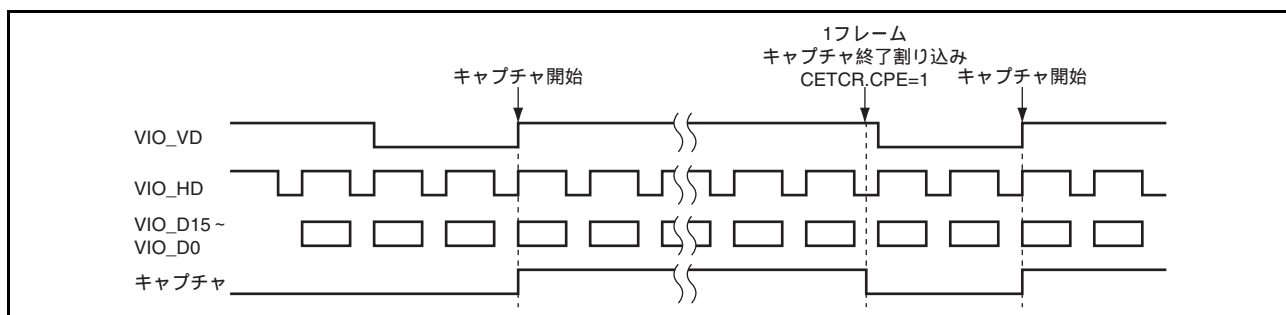 1フレーム
キャプチャ終了割り込み
キャプチャ開始
CETCR.CPE=1
キャプチャ開始
VIO_VD
VIO_HD
VIO_D15~
VIO_D0
キャプチャ